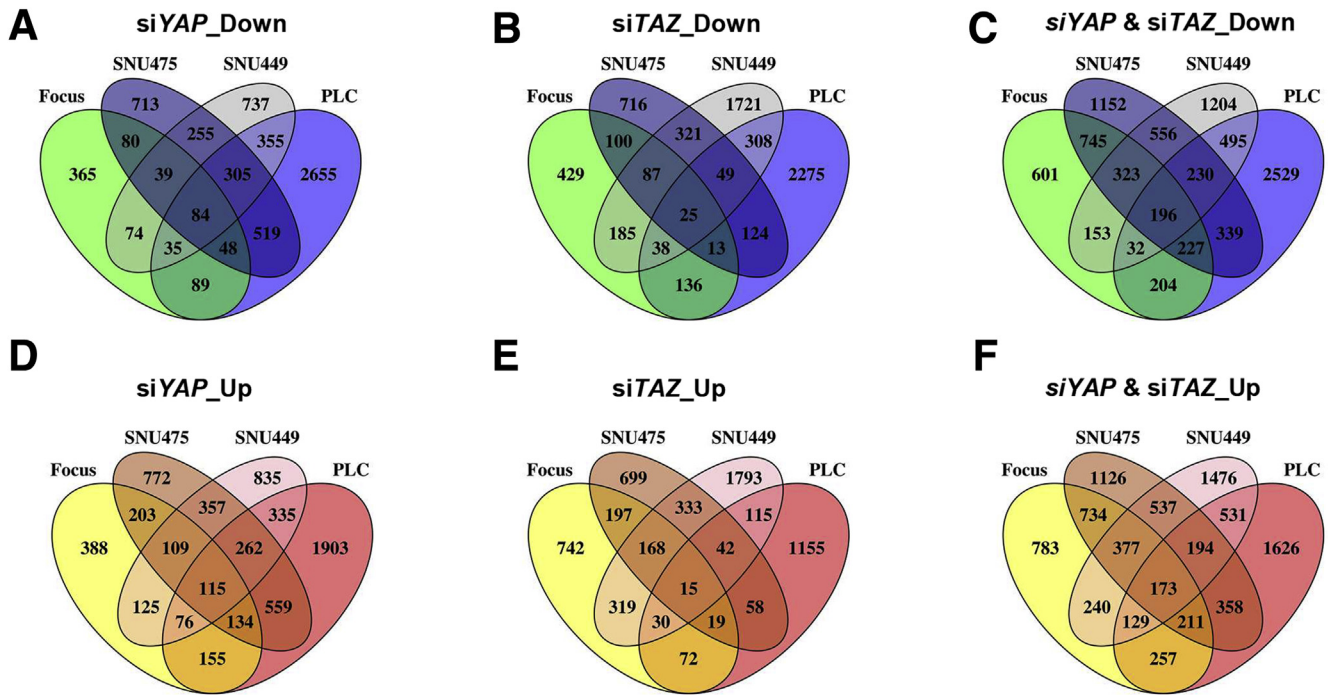 A
siYAP_Down
SNU475 SNU449
Focus PLC
713 737
80 255 355
365 39 305 2655
84
74 35 48 519
89
B
siTAZ_Down
SNU475 SNU449
Focus PLC
716 1721
100 321 308
429 87 49 2275
25
185 38 13 124
136
C
siYAP & siTAZ_Down
SNU475 SNU449
Focus PLC
1152 1204
745 556 495
601 323 230 2529
196
153 32 227 339
204
D
siYAP_Up
SNU475 SNU449
Focus PLC
772 835
203 357 335
388 109 262 1903
115
125 76 134 559
155
E
siTAZ_Up
SNU475 SNU449
Focus PLC
699 1793
197 333 115
742 168 42 1155
15
319 30 19 58
72
F
siYAP & siTAZ_Up
SNU475 SNU449
Focus PLC
1126 1476
734 537 531
783 377 194 1626
173
240 129 211 358
257